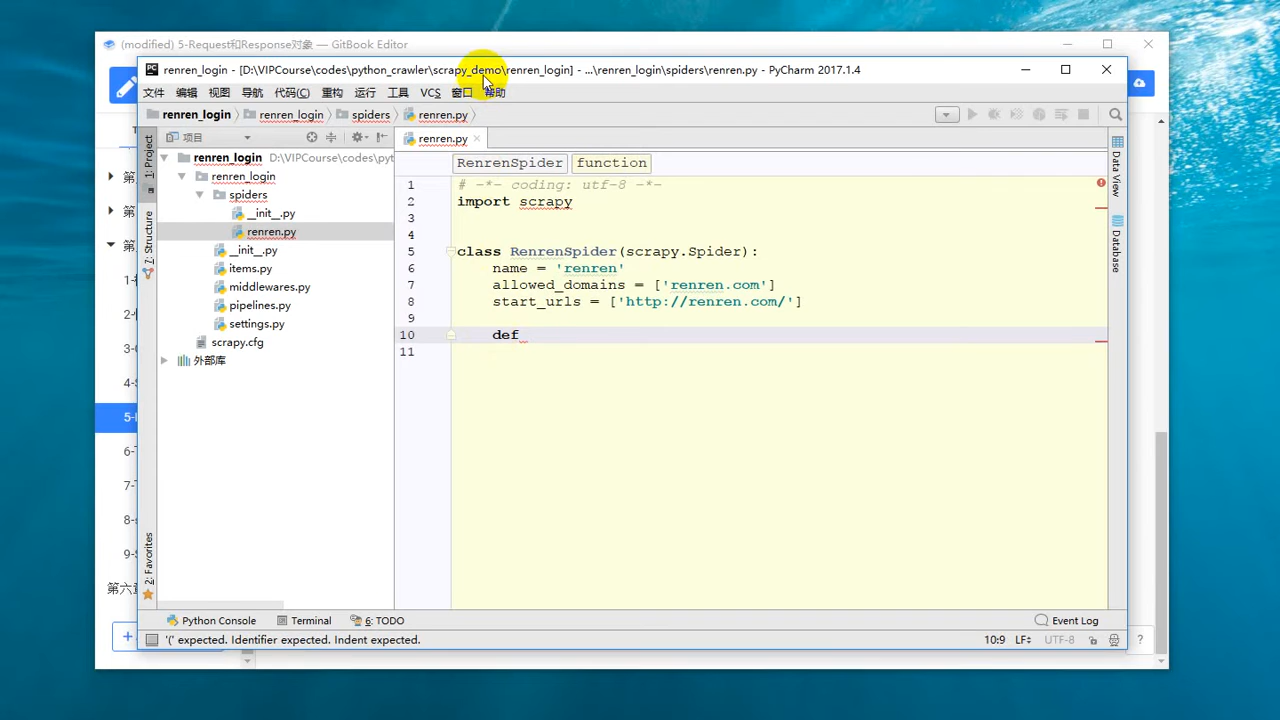 (modified) 5-Request和Response对象 — GitBook Editor
renren_login - [D:\VIPCourse\codes\python_crawler\scrapy_demo\renren_login] - ...\renren_login\spiders\renren.py - PyCharm 2017.1.4
文件 编辑 视图 导航 代码(C) 重构 运行 工具 VCS 窗口 帮助
renren_login renren_login spiders renren.py
项目
renren.py
1: Project
Z: Structure
2: Favorites
renren_login D:\VIPCourse\codes\pyt
renren_login
spiders
__init__.py
renren.py
__init__.py
items.py
middlewares.py
pipelines.py
settings.py
scrapy.cfg
外部库
RenrenSpider function
1 # -*- coding: utf-8 -*-
2 import scrapy
3
4
5 class RenrenSpider(scrapy.Spider):
6 name = 'renren'
7 allowed_domains = ['renren.com']
8 start_urls = ['http://renren.com/']
9
10 def
11
Data View
Database
第
第
第
1-
2-
3-
4-
5-
6-
7-
8-
9-
第六
Python Console Terminal 6: TODO Event Log
'(' expected. Identifier expected. Indent expected. 10:9 LF UTF-8